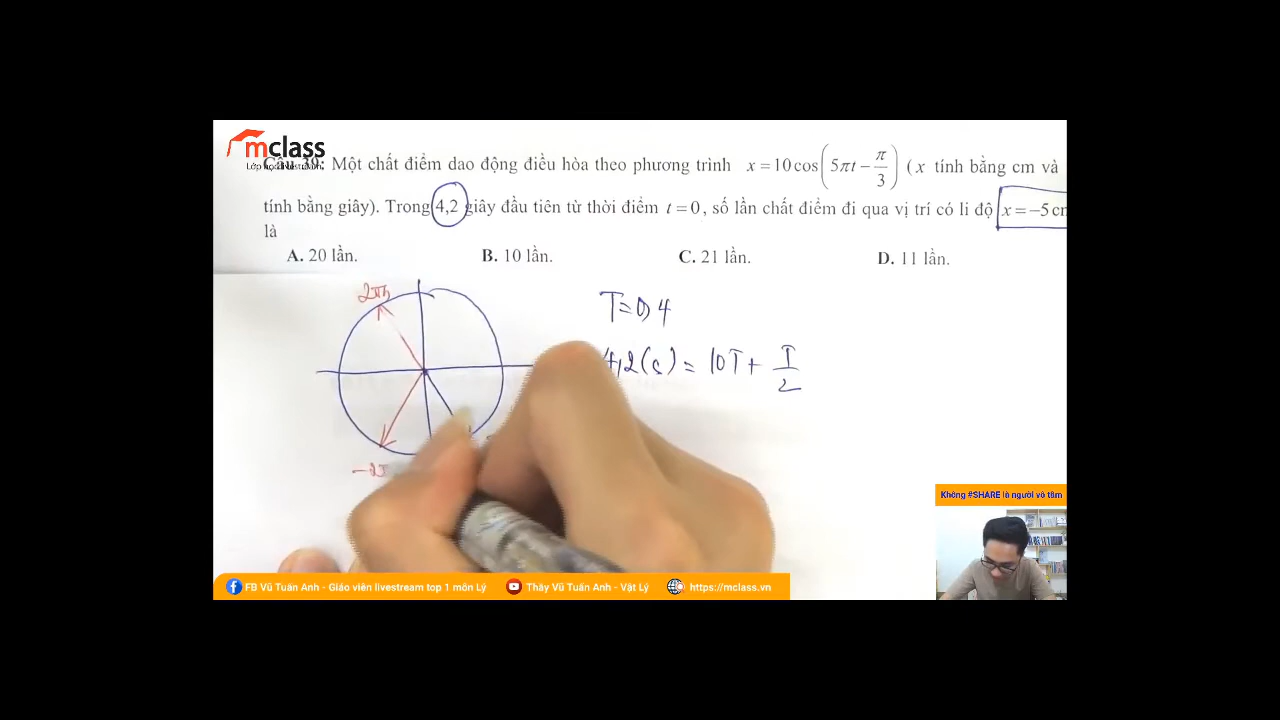 mclass
Lớp học livestream
Câu 39: Một chất điểm dao động điều hòa theo phương trình x = 10cos(5πt − π/3) ( x tính bằng cm và
tính bằng giây). Trong 4,2 giây đầu tiên từ thời điểm t = 0, số lần chất điểm đi qua vị trí có li độ x = −5 cm
là
A. 20 lần. B. 10 lần. C. 21 lần. D. 11 lần.
T = 0,4
4,2(s) = 10T + T/2
Không #SHARE là người vô tâm
FB Vũ Tuấn Anh - Giáo viên livestream top 1 môn Lý Thầy Vũ Tuấn Anh - Vật Lý https://mclass.vn